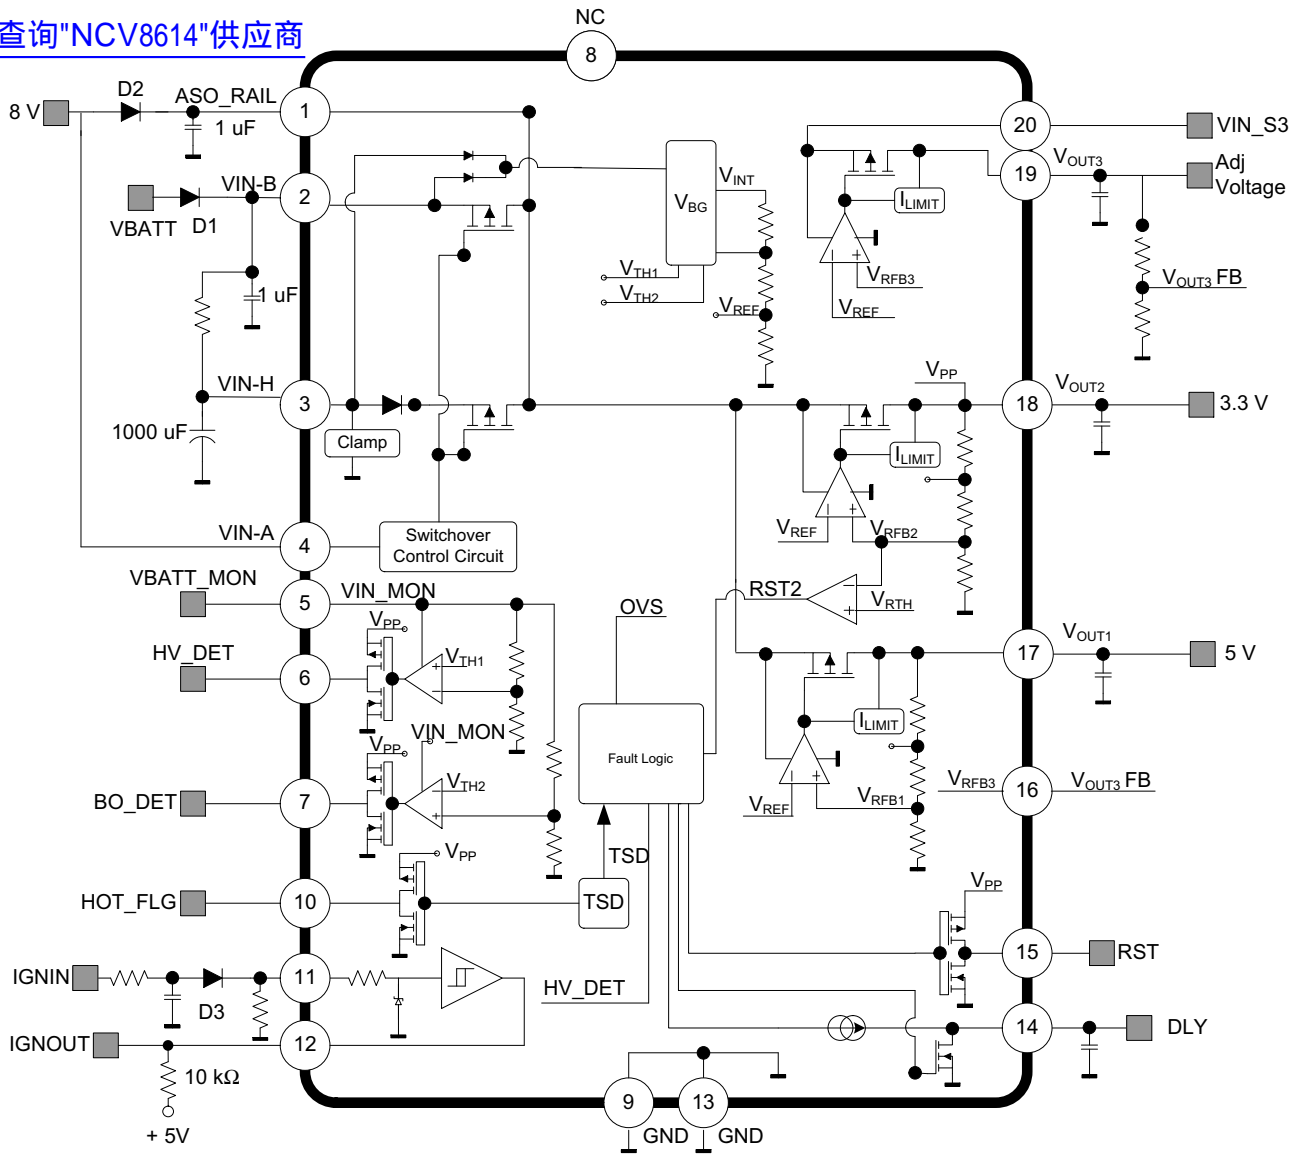 查询"NCV8614"供应商
NC
8
8 V
D2
ASO_RAIL
1
1 uF
VBATT
D1
VIN-B
2
1 uF
VIN-H
3
1000 uF
Clamp
VIN-A
4
Switchover
Control Circuit
VBG
VINT
VTH1
VTH2
VREF
20
VIN_S3
19
VOUT3
Adj
Voltage
ILIMIT
VRFB3
VREF
VOUT3 FB
VPP
18
VOUT2
3.3 V
ILIMIT
VREF
VRFB2
RST2
VRTH
VBATT_MON
5
VIN_MON
VPP
VTH1
HV_DET
6
OVS
17
VOUT1
5 V
ILIMIT
VIN_MON
VPP
VTH2
BO_DET
7
Fault Logic
VREF
VRFB1
VRFB3
16
VOUT3 FB
TSD
VPP
HOT_FLG
10
TSD
VPP
15
RST
IGNIN
D3
11
HV_DET
IGNOUT
12
14
DLY
10 kΩ
+ 5V
9
13
GND
GND